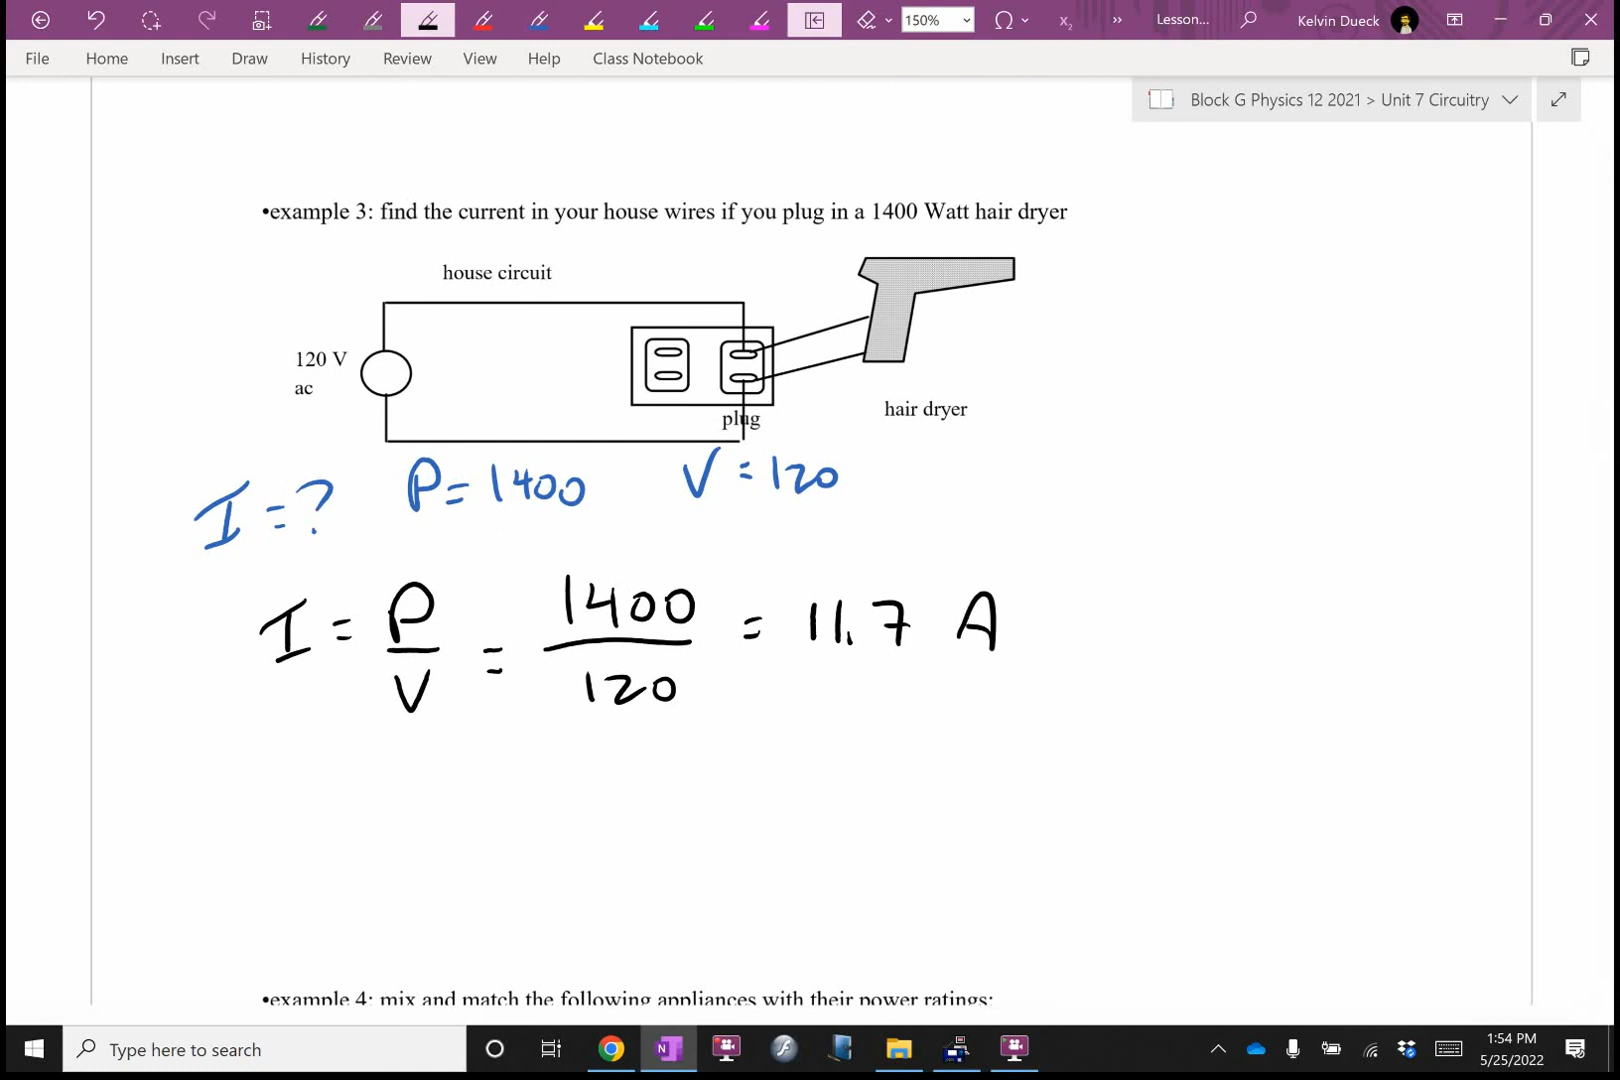 150%
Lesson...
Kelvin Dueck
File Home Insert Draw History Review View Help Class Notebook
Block G Physics 12 2021 > Unit 7 Circuitry
•example 3: find the current in your house wires if you plug in a 1400 Watt hair dryer
house circuit
120 V
ac
plug
hair dryer
I = ? P = 1400 V = 120
I = P/V = 1400/120 = 11.7 A
•example 4: mix and match the following appliances with their power ratings:
Type here to search
1:54 PM
5/25/2022